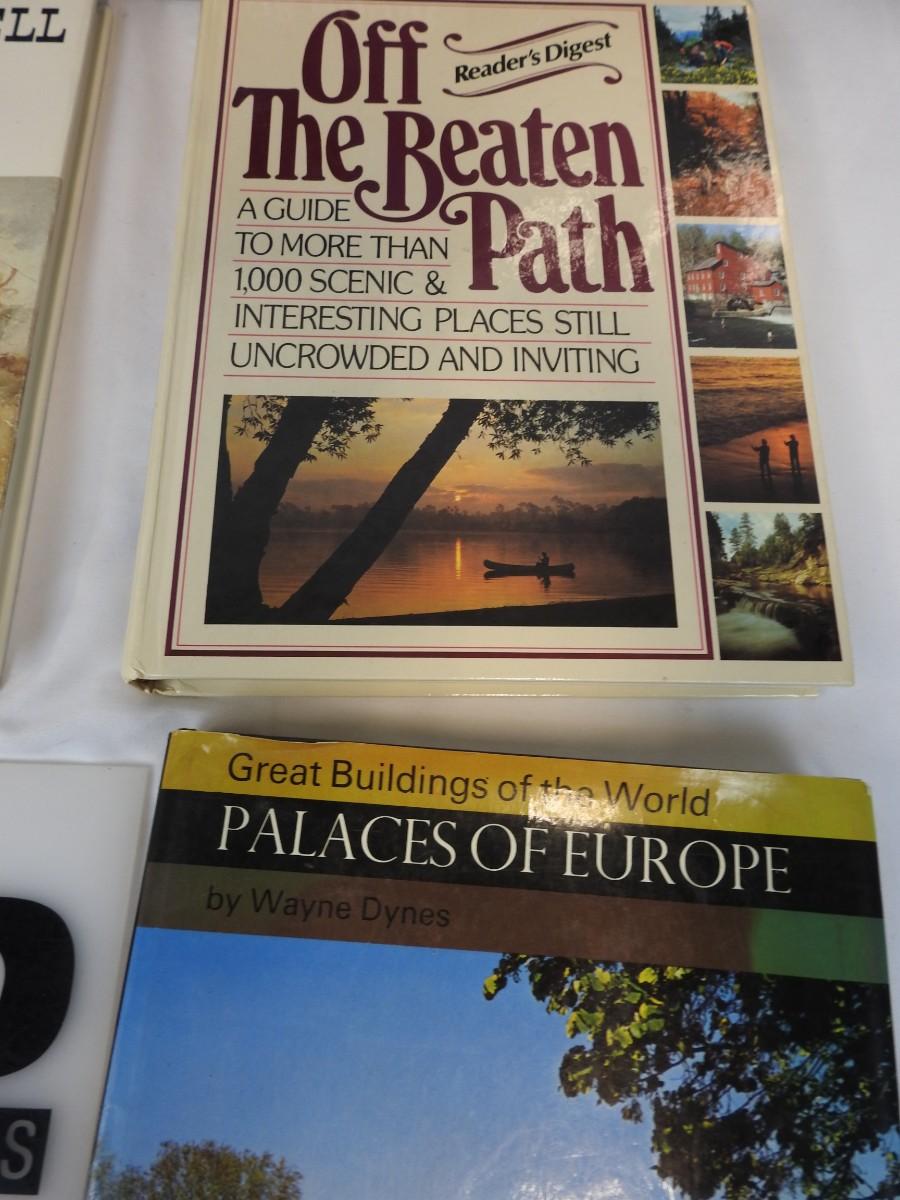 ELL
Off
Reader's Digest
The Beaten
Path
A GUIDE
TO MORE THAN
1,000 SCENIC &
INTERESTING PLACES STILL
UNCROWDED AND INVITING
Great Buildings of the World
PALACES OF EUROPE
by Wayne Dynes
S